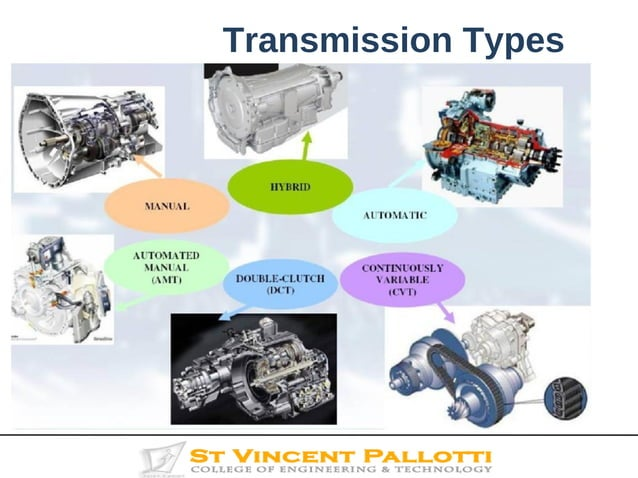 Transmission Types
HYBRID
MANUAL
AUTOMATIC
AUTOMATED
MANUAL
(AMT)
DOUBLE-CLUTCH
(DCT)
CONTINUOUSLY
VARIABLE
(CVT)
ST VINCENT PALLOTTI
COLLEGE OF ENGINEERING & TECHNOLOGY